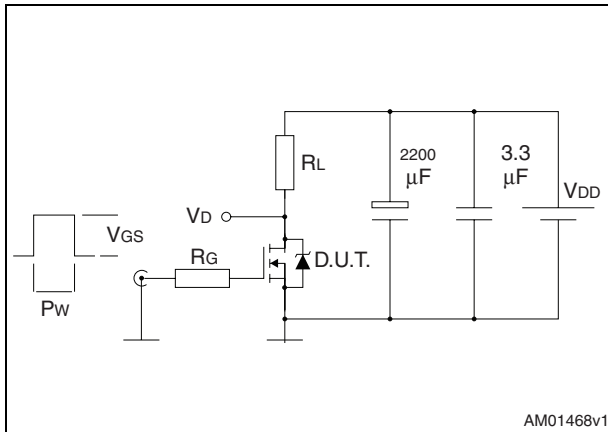 2200
μF
3.3
μF
RL
VDD
VD
VGS
RG
D.U.T.
PW
AM01468v1